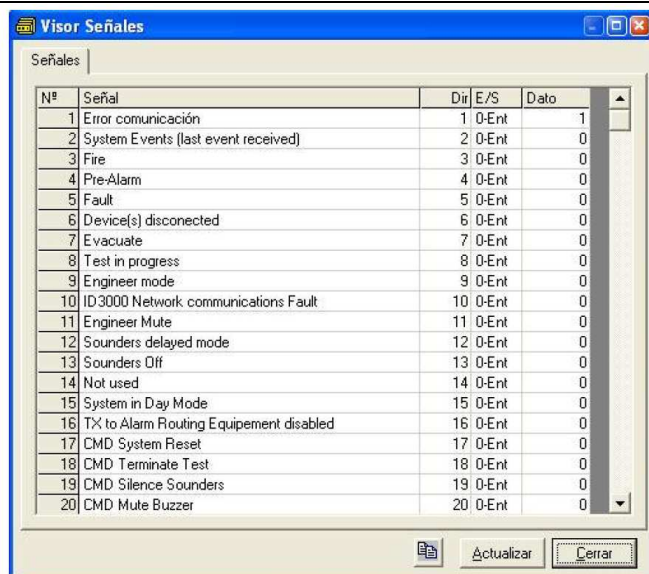 Visor Señales
Señales
Nº Señal Dir E/S Dato
1 Error comunicación 1 0-Ent 1
2 System Events (last event received) 2 0-Ent 0
3 Fire 3 0-Ent 0
4 Pre-Alarm 4 0-Ent 0
5 Fault 5 0-Ent 0
6 Device(s) disconected 6 0-Ent 0
7 Evacuate 7 0-Ent 0
8 Test in progress 8 0-Ent 0
9 Engineer mode 9 0-Ent 0
10 ID3000 Network communications Fault 10 0-Ent 0
11 Engineer Mute 11 0-Ent 0
12 Sounders delayed mode 12 0-Ent 0
13 Sounders Off 13 0-Ent 0
14 Not used 14 0-Ent 0
15 System in Day Mode 15 0-Ent 0
16 TX to Alarm Routing Equipement disabled 16 0-Ent 0
17 CMD System Reset 17 0-Ent 0
18 CMD Terminate Test 18 0-Ent 0
19 CMD Silence Sounders 19 0-Ent 0
20 CMD Mute Buzzer 20 0-Ent 0
Actualizar Cerrar